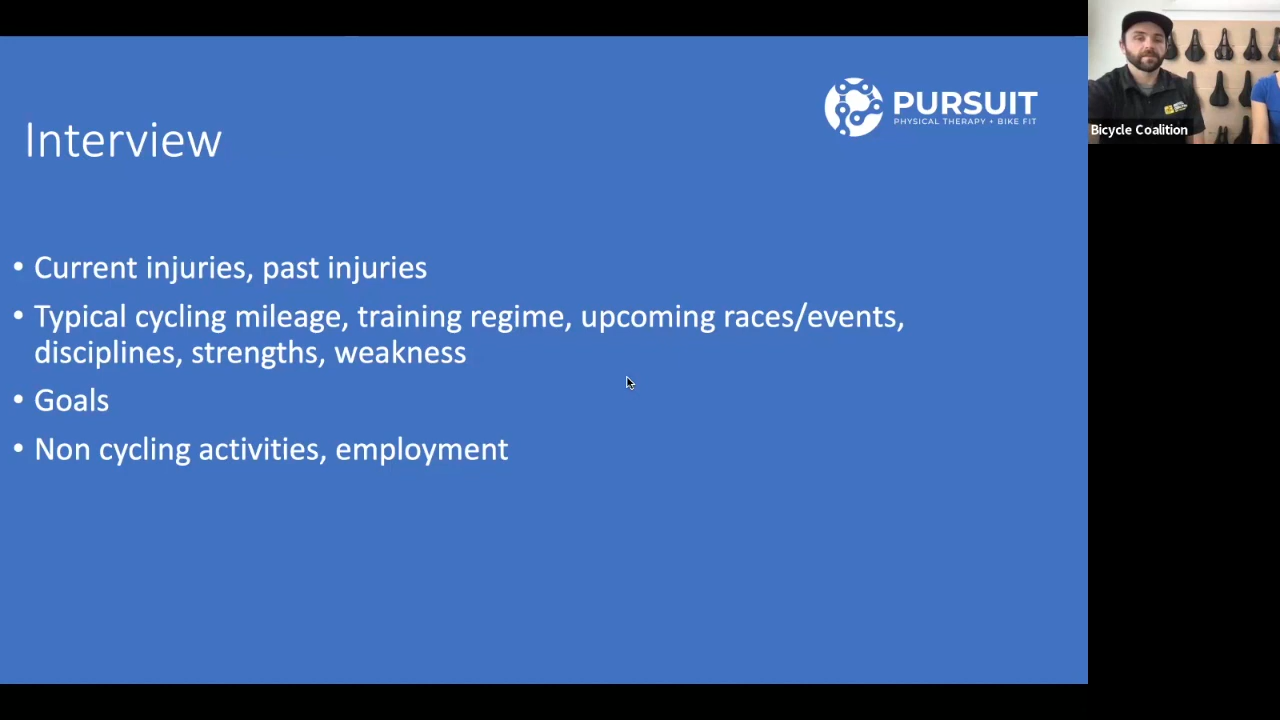 Interview
PURSUIT
PHYSICAL THERAPY + BIKE FIT
Bicycle Coalition
• Current injuries, past injuries
• Typical cycling mileage, training regime, upcoming races/events,
disciplines, strengths, weakness
• Goals
• Non cycling activities, employment